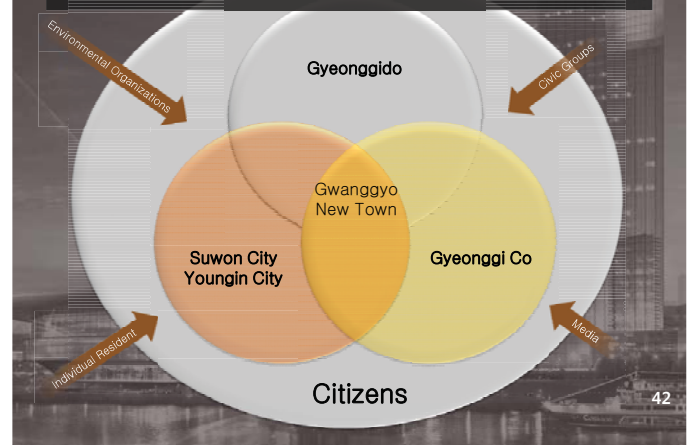 Environmental Organizations
Gyeonggido
Civic Groups
Gwanggyo
New Town
Suwon City
Youngin City
Gyeonggi Co
Individual Resident
Media
Citizens
42